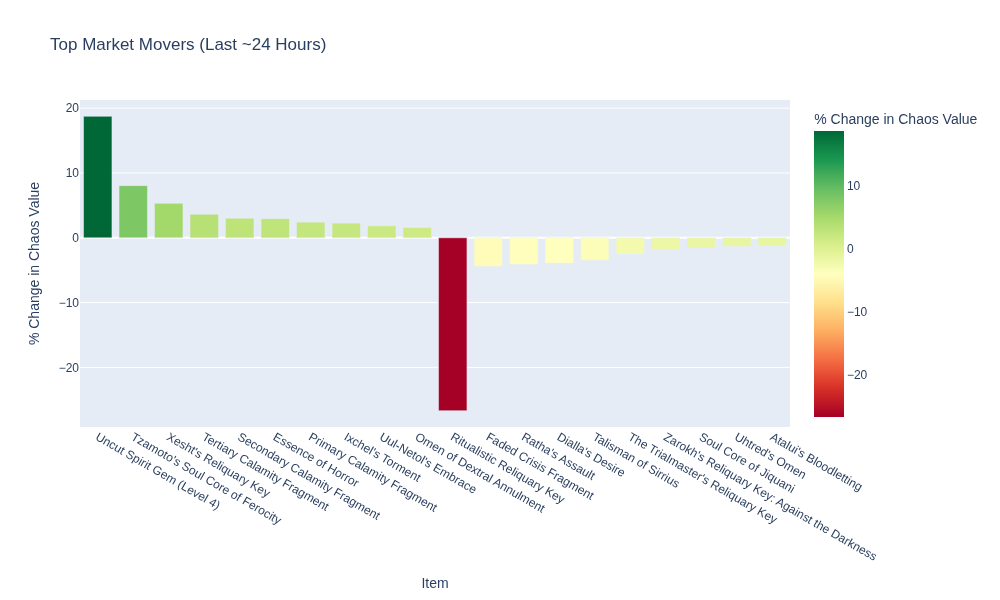 Top Market Movers (Last ~24 Hours)
% Change in Chaos Value
20
10
0
−10
−20
Uncut Spirit Gem (Level 4)
Tzamoto's Soul Core of Ferocity
Xesht's Reliquary Key
Tertiary Calamity Fragment
Secondary Calamity Fragment
Essence of Horror
Primary Calamity Fragment
Ixchel's Torment
Uul-Netol's Embrace
Omen of Dextral Annulment
Ritualistic Reliquary Key
Faded Crisis Fragment
Ratha's Assault
Dialla's Desire
Talisman of Sirrius
The Trialmaster's Reliquary Key
Zarokh's Reliquary Key: Against the Darkness
Soul Core of Jiquani
Uhtred's Omen
Atalui's Bloodletting
Item
% Change in Chaos Value
10
0
−10
−20